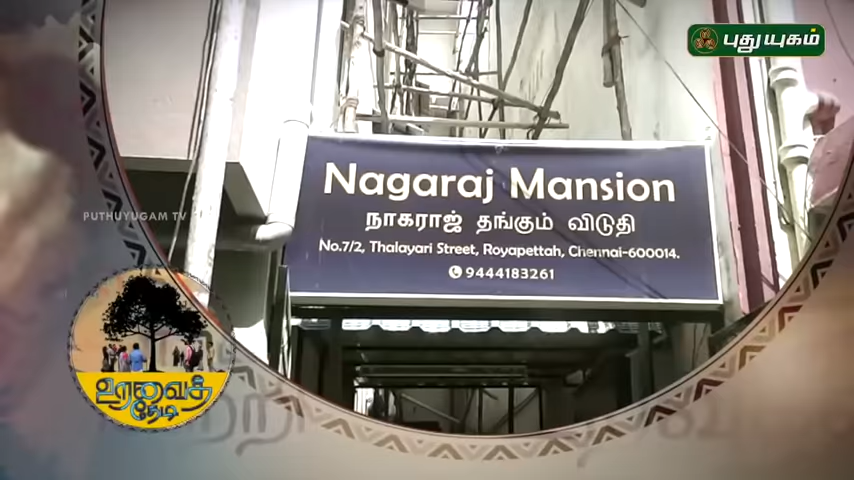 புதுயுகம்
Nagaraj Mansion
நாகராஜ் தங்கும் விடுதி
No.7/2, Thalayari Street, Royapettah, Chennai-600014.
9444183261
PUTHUYUGAM TV
உறவைத்
தேடி